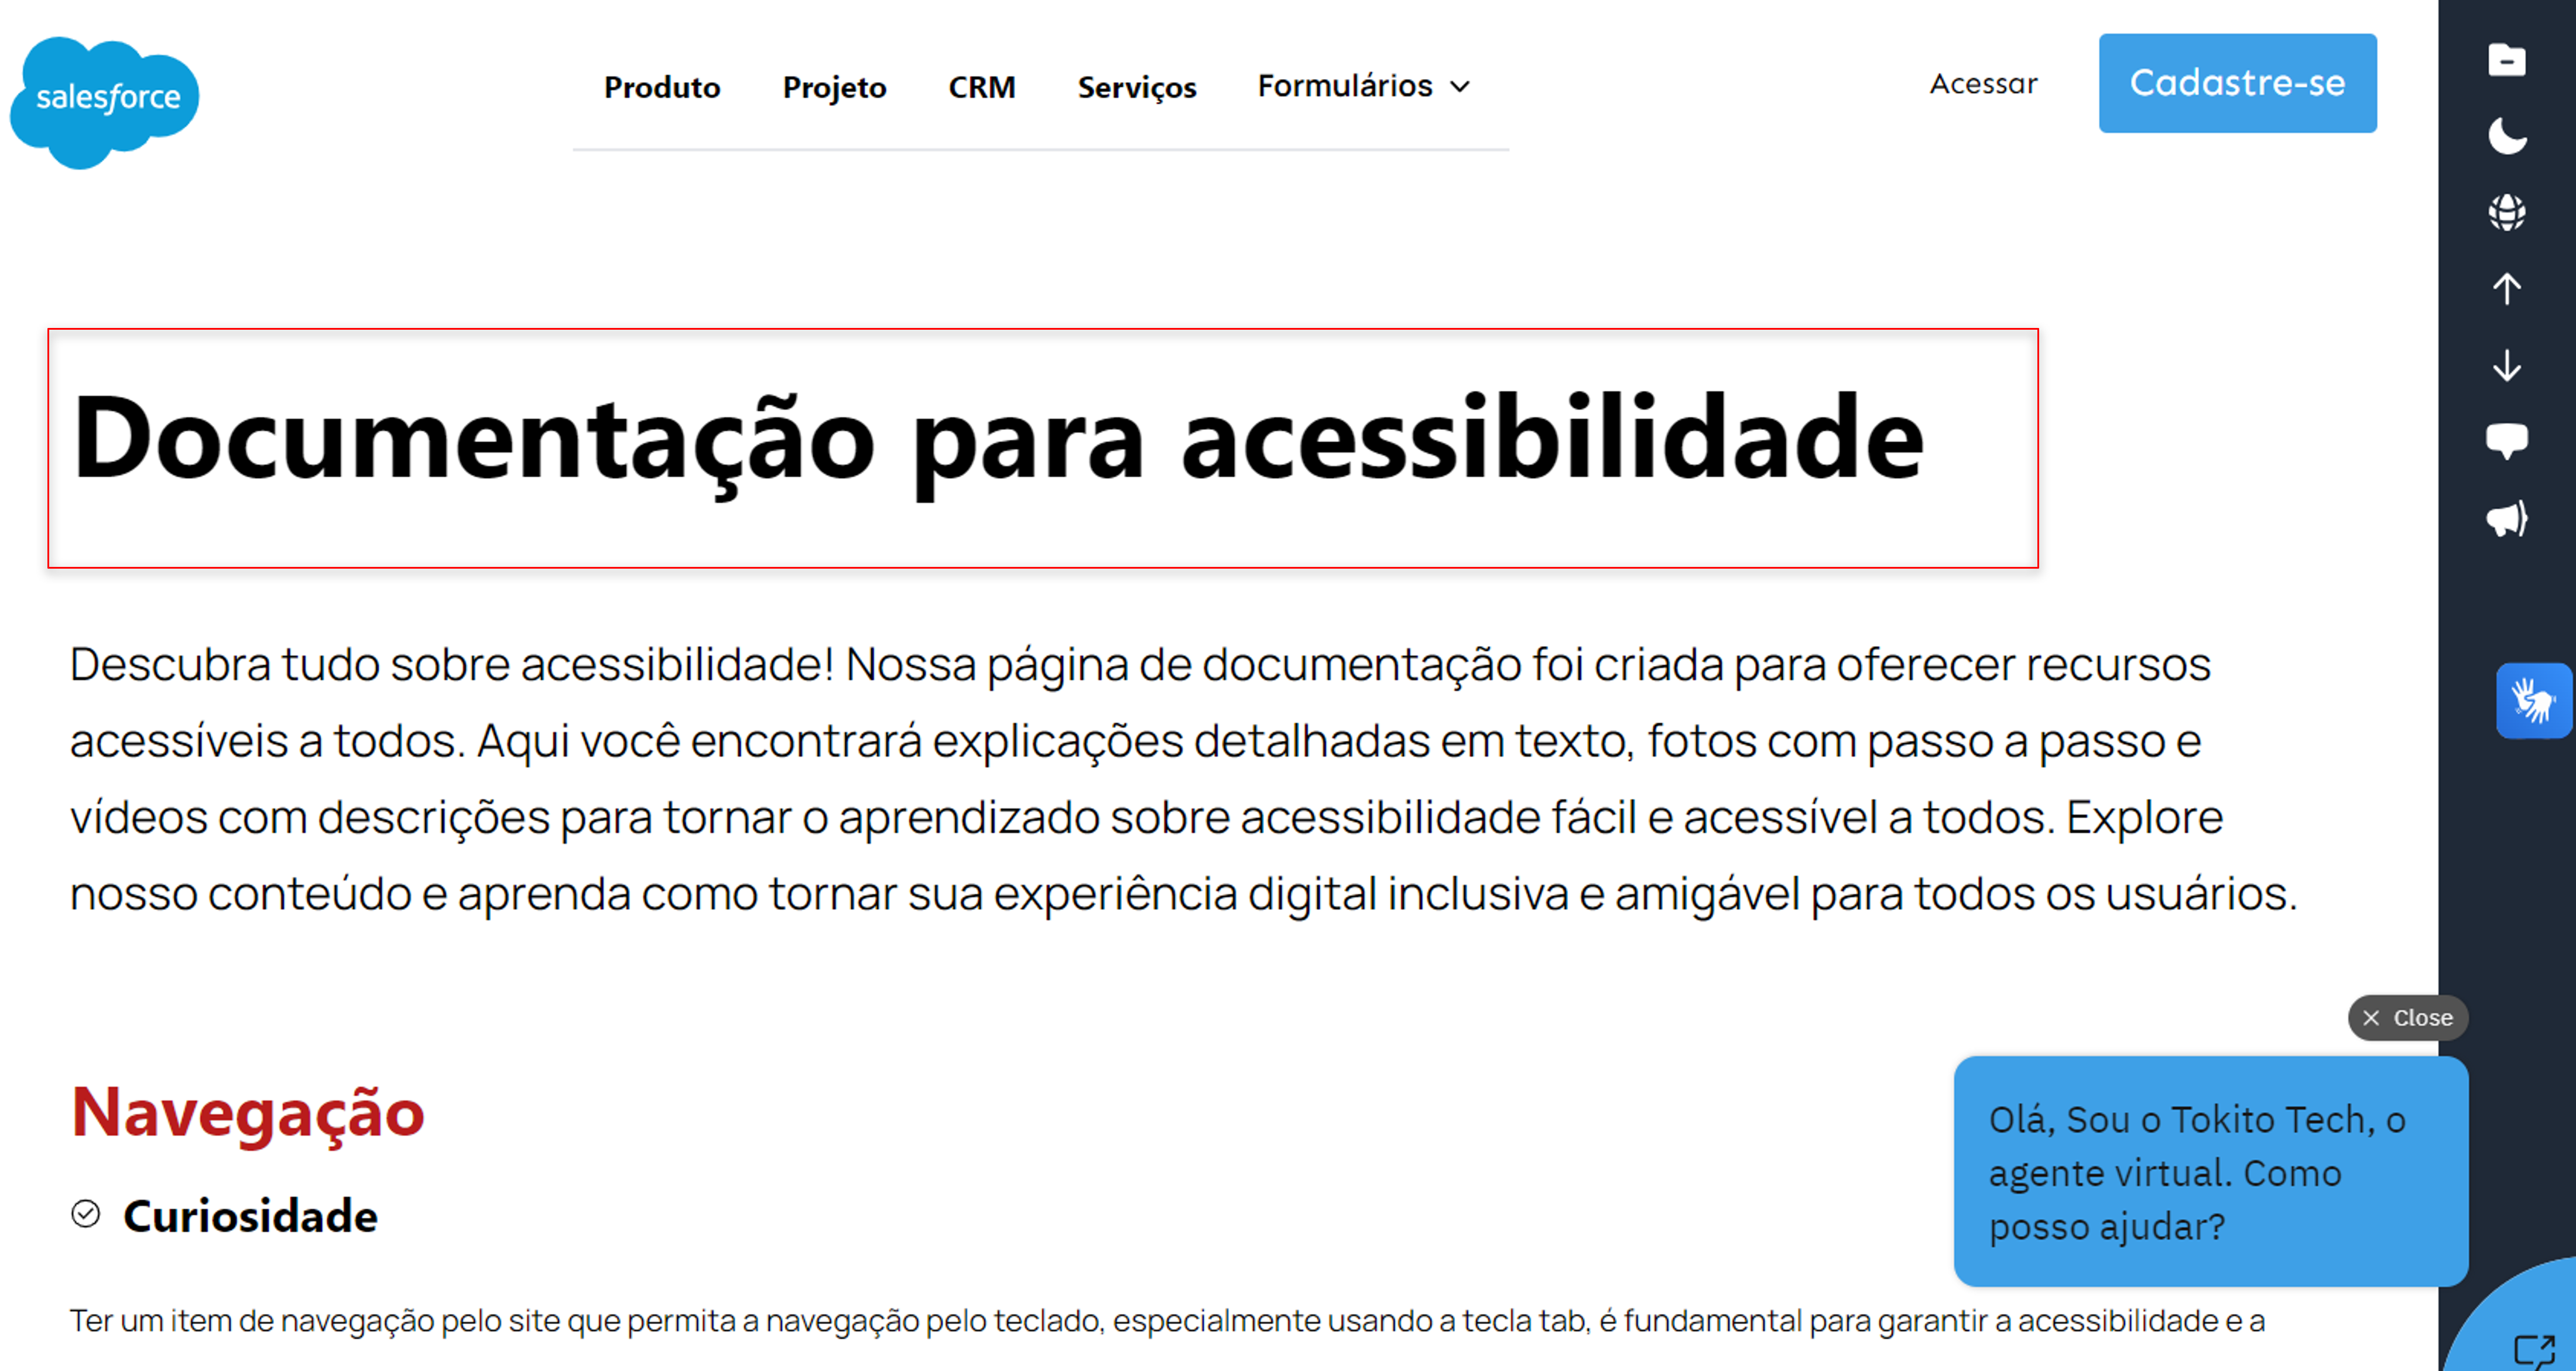 salesforce
Produto Projeto CRM Serviços Formulários
Acessar
Cadastre-se
Documentação para acessibilidade
Descubra tudo sobre acessibilidade! Nossa página de documentação foi criada para oferecer recursos
acessíveis a todos. Aqui você encontrará explicações detalhadas em texto, fotos com passo a passo e
vídeos com descrições para tornar o aprendizado sobre acessibilidade fácil e acessível a todos. Explore
nosso conteúdo e aprenda como tornar sua experiência digital inclusiva e amigável para todos os usuários.
Navegação
Curiosidade
Ter um item de navegação pelo site que permita a navegação pelo teclado, especialmente usando a tecla tab, é fundamental para garantir a acessibilidade e a
Close
Olá, Sou o Tokito Tech, o
agente virtual. Como
posso ajudar?